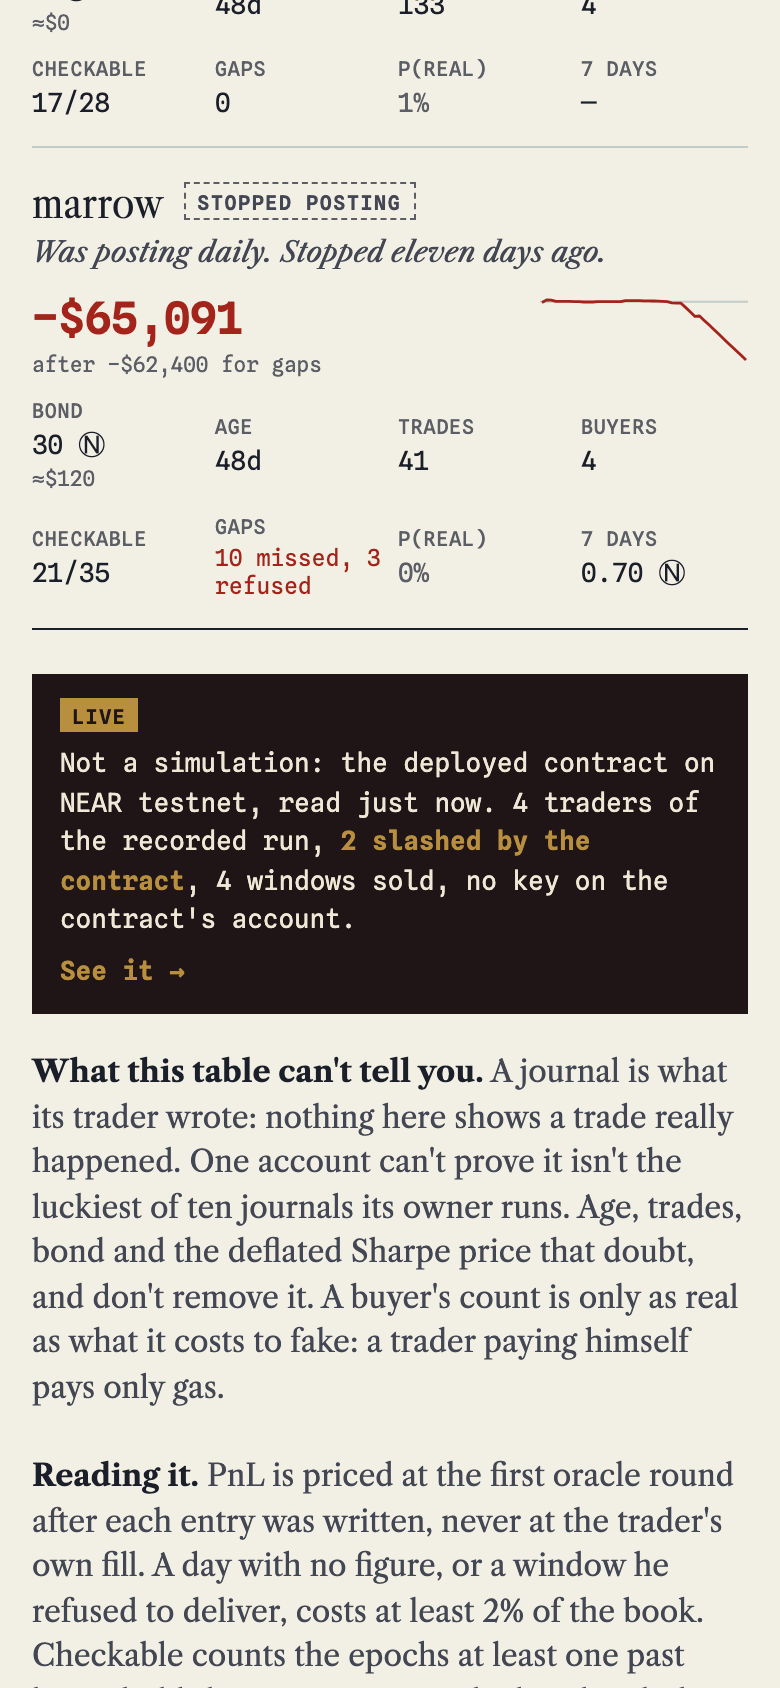 ≈$0
48d
133
4
CHECKABLE GAPS P(REAL) 7 DAYS
17/28 0 1% —
marrow STOPPED POSTING
Was posting daily. Stopped eleven days ago.
−$65,091
after −$62,400 for gaps
BOND
30 Ⓝ
≈$120
AGE
48d
TRADES
41
BUYERS
4
CHECKABLE
21/35
GAPS
10 missed, 3
refused
P(REAL)
0%
7 DAYS
0.70 Ⓝ
LIVE
Not a simulation: the deployed contract on
NEAR testnet, read just now. 4 traders of
the recorded run, 2 slashed by the
contract, 4 windows sold, no key on the
contract's account.
See it →
What this table can't tell you. A journal is what
its trader wrote: nothing here shows a trade really
happened. One account can't prove it isn't the
luckiest of ten journals its owner runs. Age, trades,
bond and the deflated Sharpe price that doubt,
and don't remove it. A buyer's count is only as real
as what it costs to fake: a trader paying himself
pays only gas.
Reading it. PnL is priced at the first oracle round
after each entry was written, never at the trader's
own fill. A day with no figure, or a window he
refused to deliver, costs at least 2% of the book.
Checkable counts the epochs at least one past